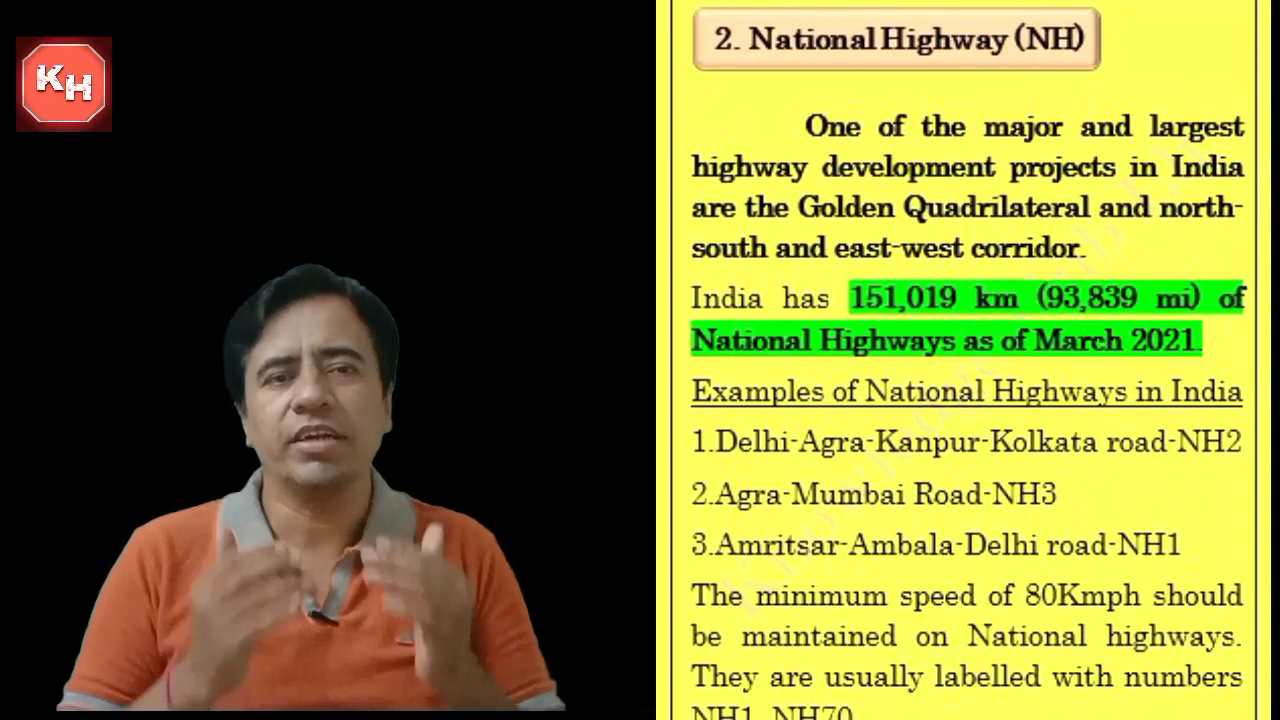 KH
2. National Highway (NH)
One of the major and largest
highway development projects in India
are the Golden Quadrilateral and north-
south and east-west corridor.
India has 151,019 km (93,839 mi) of
National Highways as of March 2021.
Examples of National Highways in India
1.Delhi-Agra-Kanpur-Kolkata road-NH2
2.Agra-Mumbai Road-NH3
3.Amritsar-Ambala-Delhi road-NH1
The minimum speed of 80Kmph should
be maintained on National highways.
They are usually labelled with numbers
NH1, NH70